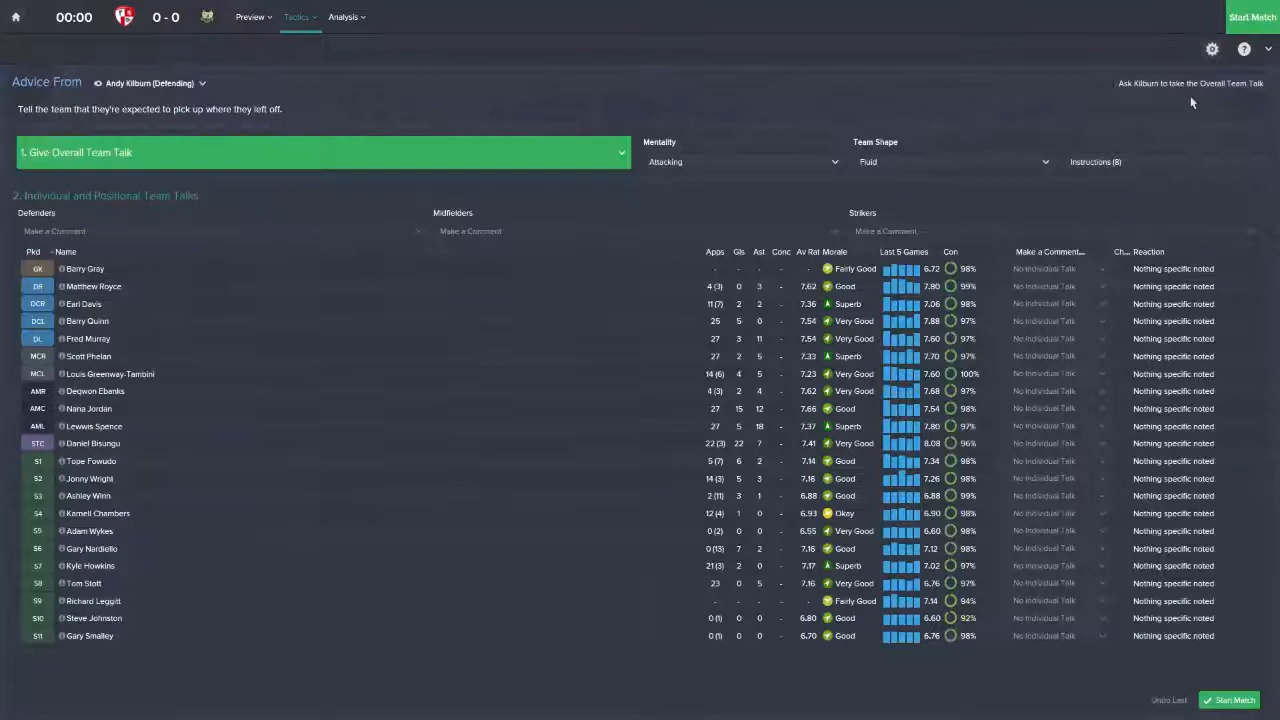 00:00 0 - 0 Preview Tactics Analysis Start Match
Advice From Andy Kilburn (Defending) Ask Kilburn to take the Overall Team Talk
Tell the team that they're expected to pick up where they left off.
1. Give Overall Team Talk
Mentality Team Shape
Attacking Fluid Instructions (8)
2. Individual and Positional Team Talks
Defenders Midfielders Strikers
Make a Comment Make a Comment Make a Comment
Pkd Name Apps Gls Ast Conc Av Rat Morale Last 5 Games Con Make a Comment... Ch... Reaction
GK Barry Gray - - - - - Fairly Good 6.72 98% No Individual Talk Nothing specific noted
DR Matthew Royce 4 (3) 0 3 - 7.62 Good 7.80 99% No Individual Talk Nothing specific noted
DCR Earl Davis 11 (7) 2 2 - 7.36 Superb 7.06 98% No Individual Talk Nothing specific noted
DCL Barry Quinn 25 5 0 - 7.54 Very Good 7.88 97% No Individual Talk Nothing specific noted
DL Fred Murray 27 3 11 - 7.54 Very Good 7.60 97% No Individual Talk Nothing specific noted
MCR Scott Phelan 27 2 5 - 7.33 Superb 7.70 97% No Individual Talk Nothing specific noted
MCL Louis Greenway-Tambini 14 (6) 4 5 - 7.23 Very Good 7.60 100% No Individual Talk Nothing specific noted
AMR Deqwon Ebanks 4 (3) 2 4 - 7.62 Very Good 7.68 97% No Individual Talk Nothing specific noted
AMC Nana Jordan 27 15 12 - 7.66 Good 7.54 98% No Individual Talk Nothing specific noted
AML Lewwis Spence 27 5 18 - 7.37 Superb 7.80 97% No Individual Talk Nothing specific noted
STC Daniel Bisungu 22 (3) 22 7 - 7.41 Very Good 8.08 96% No Individual Talk Nothing specific noted
S1 Tope Fowudo 5 (7) 6 2 - 7.14 Good 7.34 98% No Individual Talk Nothing specific noted
S2 Jonny Wright 14 (3) 5 3 - 7.16 Good 7.26 98% No Individual Talk Nothing specific noted
S3 Ashley Winn 2 (11) 3 1 - 6.88 Good 6.88 99% No Individual Talk Nothing specific noted
S4 Karnell Chambers 12 (4) 1 0 - 6.93 Okay 6.90 98% No Individual Talk Nothing specific noted
S5 Adam Wykes 0 (2) 0 0 - 6.55 Very Good 6.60 98% No Individual Talk Nothing specific noted
S6 Gary Nardiello 0 (13) 7 2 - 7.16 Good 7.12 98% No Individual Talk Nothing specific noted
S7 Kyle Howkins 21 (3) 2 0 - 7.17 Superb 7.02 97% No Individual Talk Nothing specific noted
S8 Tom Stott 23 0 5 - 7.16 Very Good 6.76 97% No Individual Talk Nothing specific noted
S9 Richard Leggitt - - - - - Fairly Good 7.14 94% No Individual Talk Nothing specific noted
S10 Steve Johnston 0 (1) 0 0 - 6.80 Good 6.60 92% No Individual Talk Nothing specific noted
S11 Gary Smalley 0 (1) 0 0 - 6.70 Good 6.76 98% No Individual Talk Nothing specific noted
Undo Last Start Match